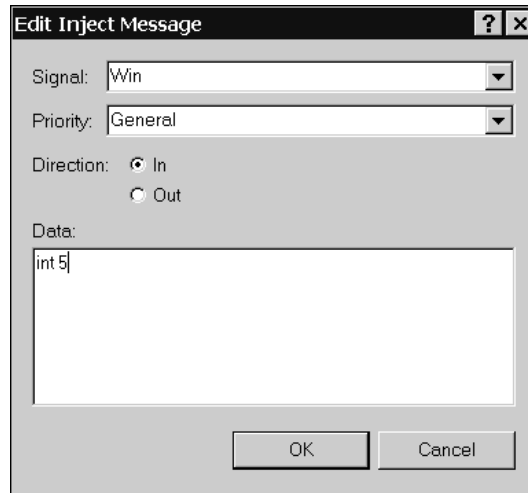 Edit Inject Message ? ×
Signal: Win
Priority: General
Direction: In
Out
Data:
int 5
OK Cancel